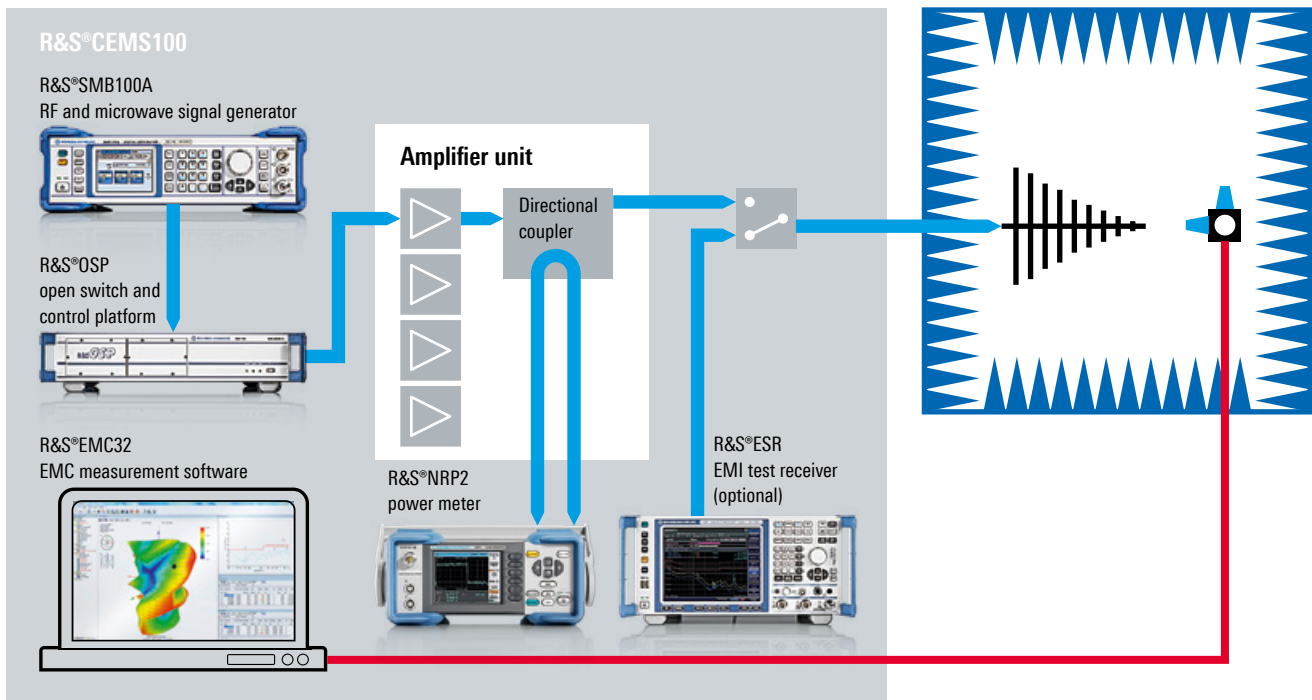 R&S®CEMS100
R&S®SMB100A
RF and microwave signal generator
Amplifier unit
Directional
coupler
R&S®OSP
open switch and
control platform
R&S OSP
R&S®EMC32
EMC measurement software
R&S®NRP2
power meter
R&S®ESR
EMI test receiver
(optional)